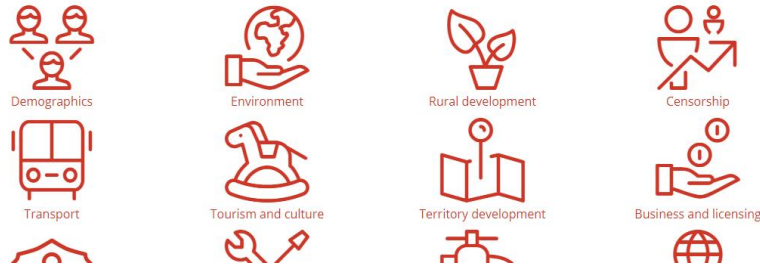 Demographics
Environment
Rural development
Censorship
Transport
Tourism and culture
Territory development
Business and licensing